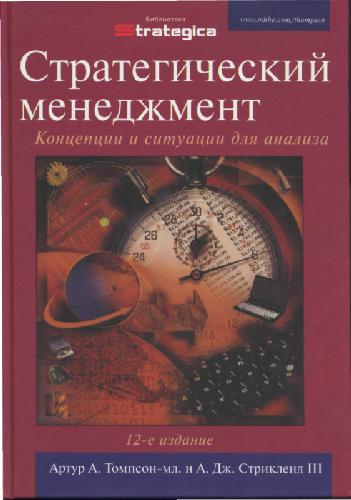 Библиотека
Strategica
www.mhhe.com/thompson
Стратегический
менеджмент
Концепции и ситуации для анализа
12-е издание
Артур А. Томпсон-мл. и А. Дж. Стрикленд III